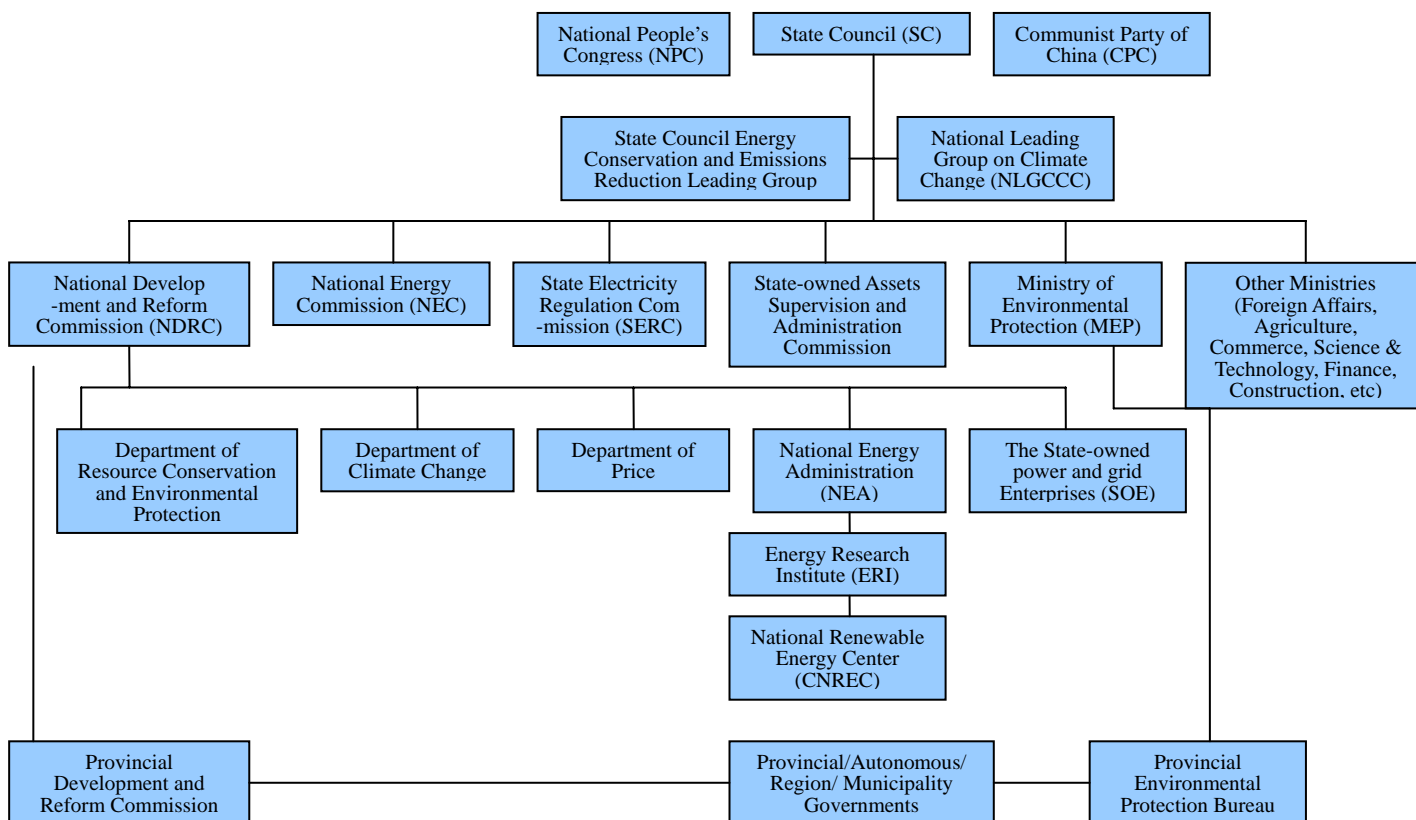 National People's
Congress (NPC)
State Council (SC)
Communist Party of
China (CPC)
State Council Energy
Conservation and Emissions
Reduction Leading Group
National Leading
Group on Climate
Change (NLGCCC)
National Develop
-ment and Reform
Commission (NDRC)
National Energy
Commission (NEC)
State Electricity
Regulation Com
-mission (SERC)
State-owned Assets
Supervision and
Administration
Commission
Ministry of
Environmental
Protection (MEP)
Other Ministries
(Foreign Affairs,
Agriculture,
Commerce, Science &
Technology, Finance,
Construction, etc)
Department of
Resource Conservation
and Environmental
Protection
Department of
Climate Change
Department of
Price
National Energy
Administration
(NEA)
The State-owned
power and grid
Enterprises (SOE)
Energy Research
Institute (ERI)
National Renewable
Energy Center
(CNREC)
Provincial
Development and
Reform Commission
Provincial/Autonomous/
Region/ Municipality
Governments
Provincial
Environmental
Protection Bureau